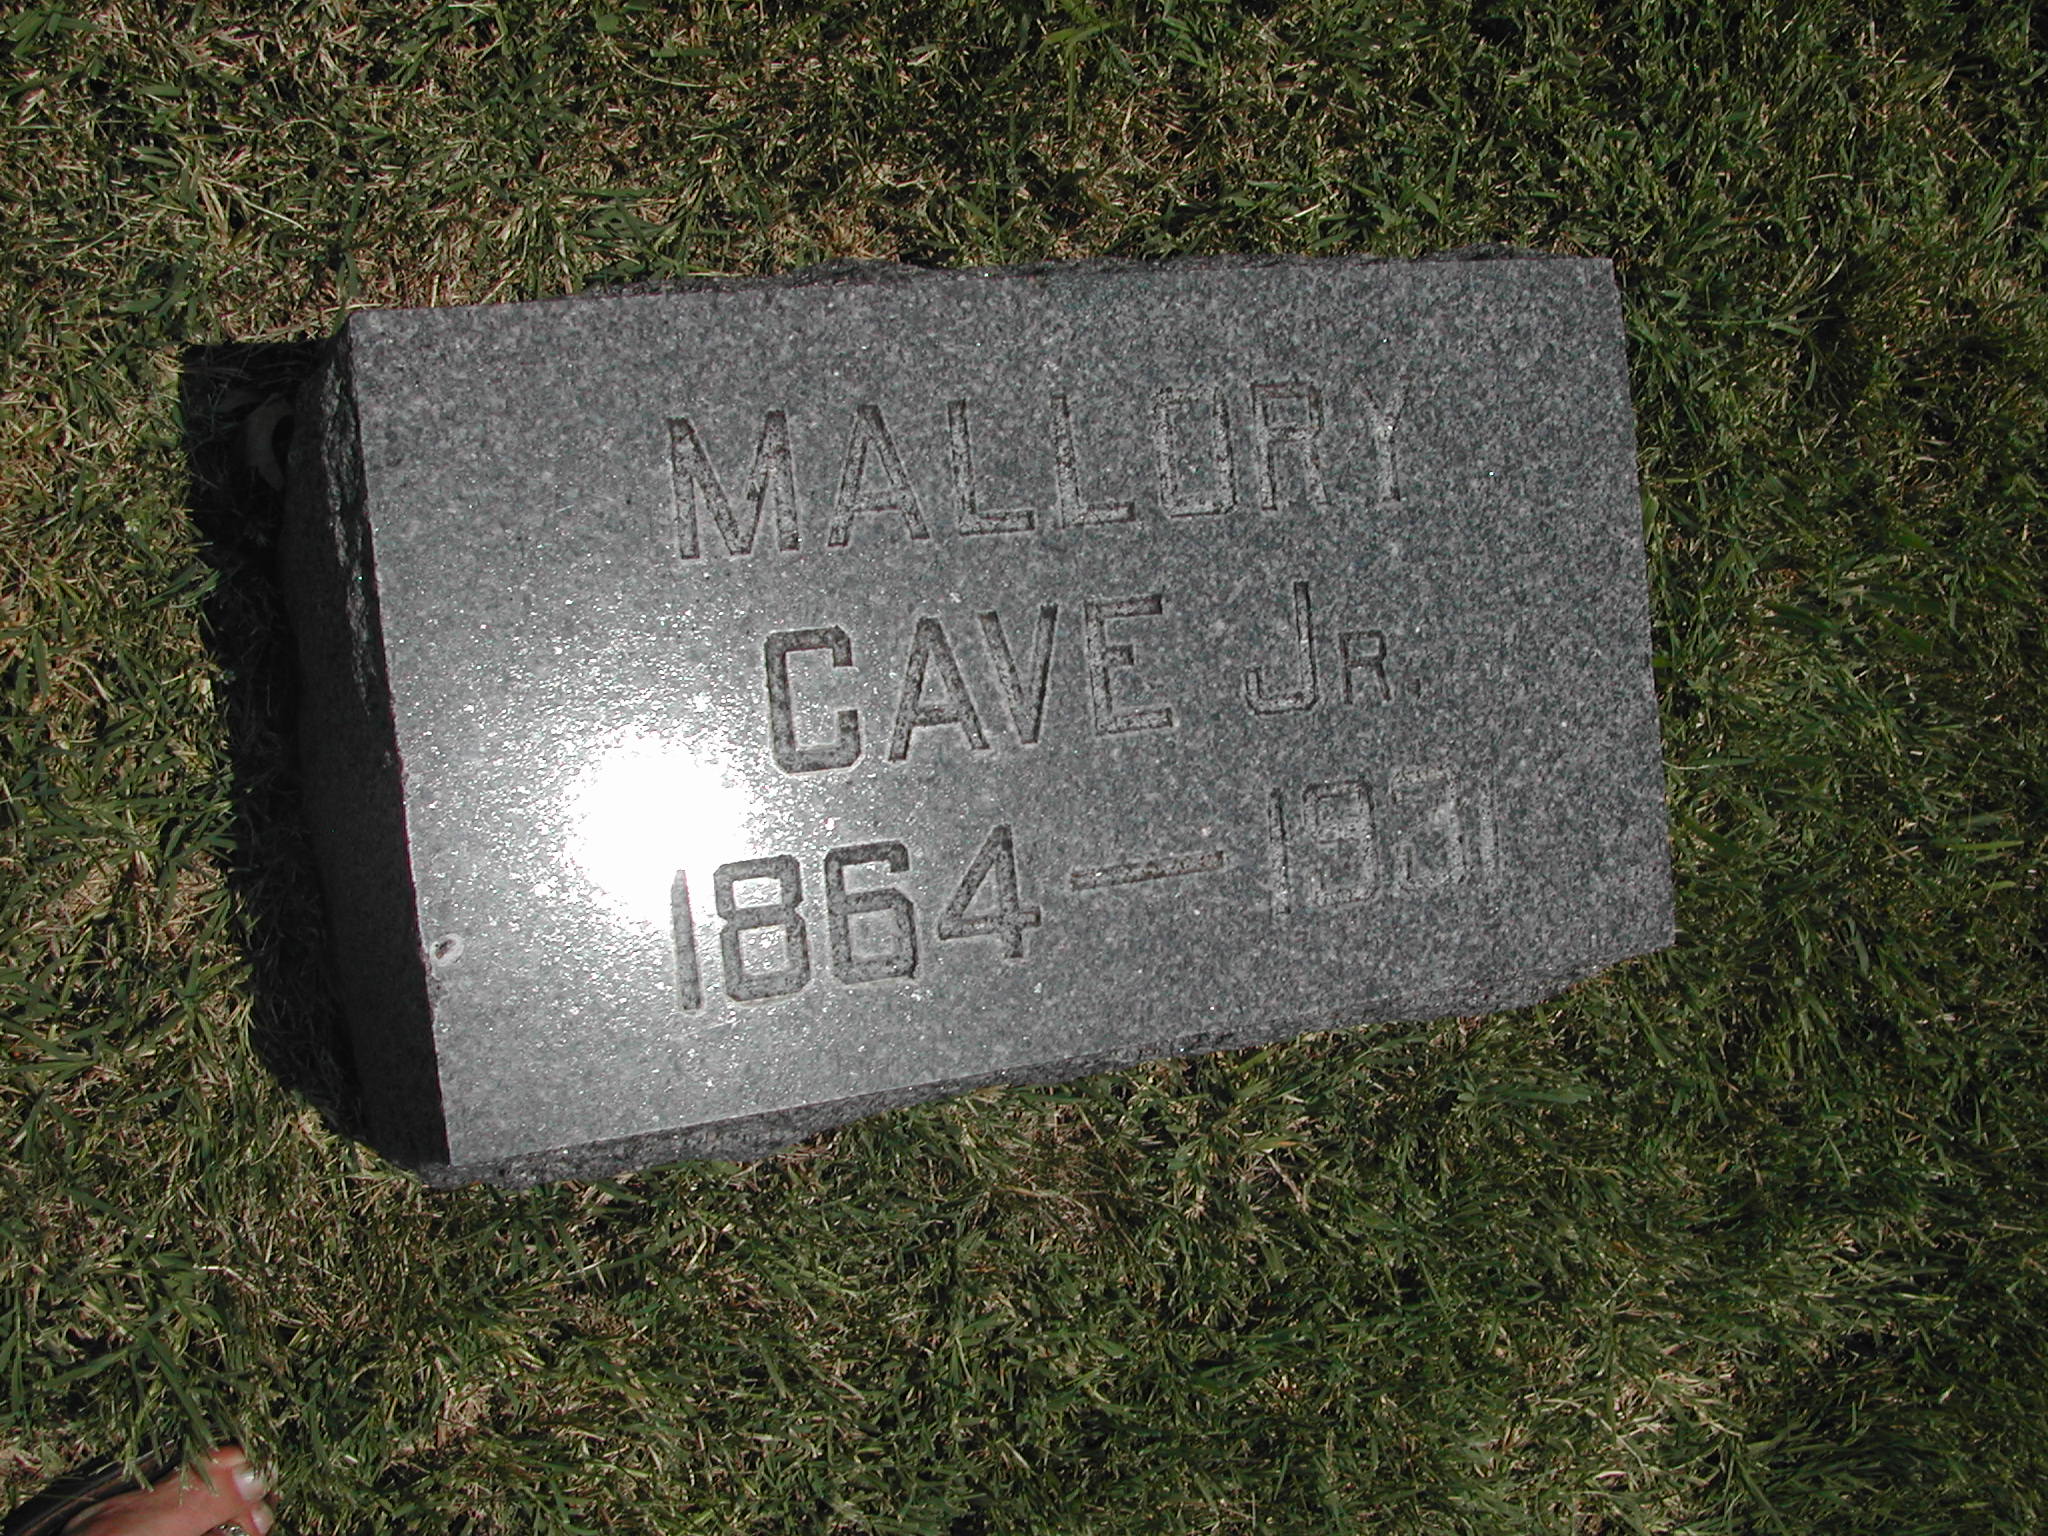 MALLORY
CAVE JR.
1864 — 1931